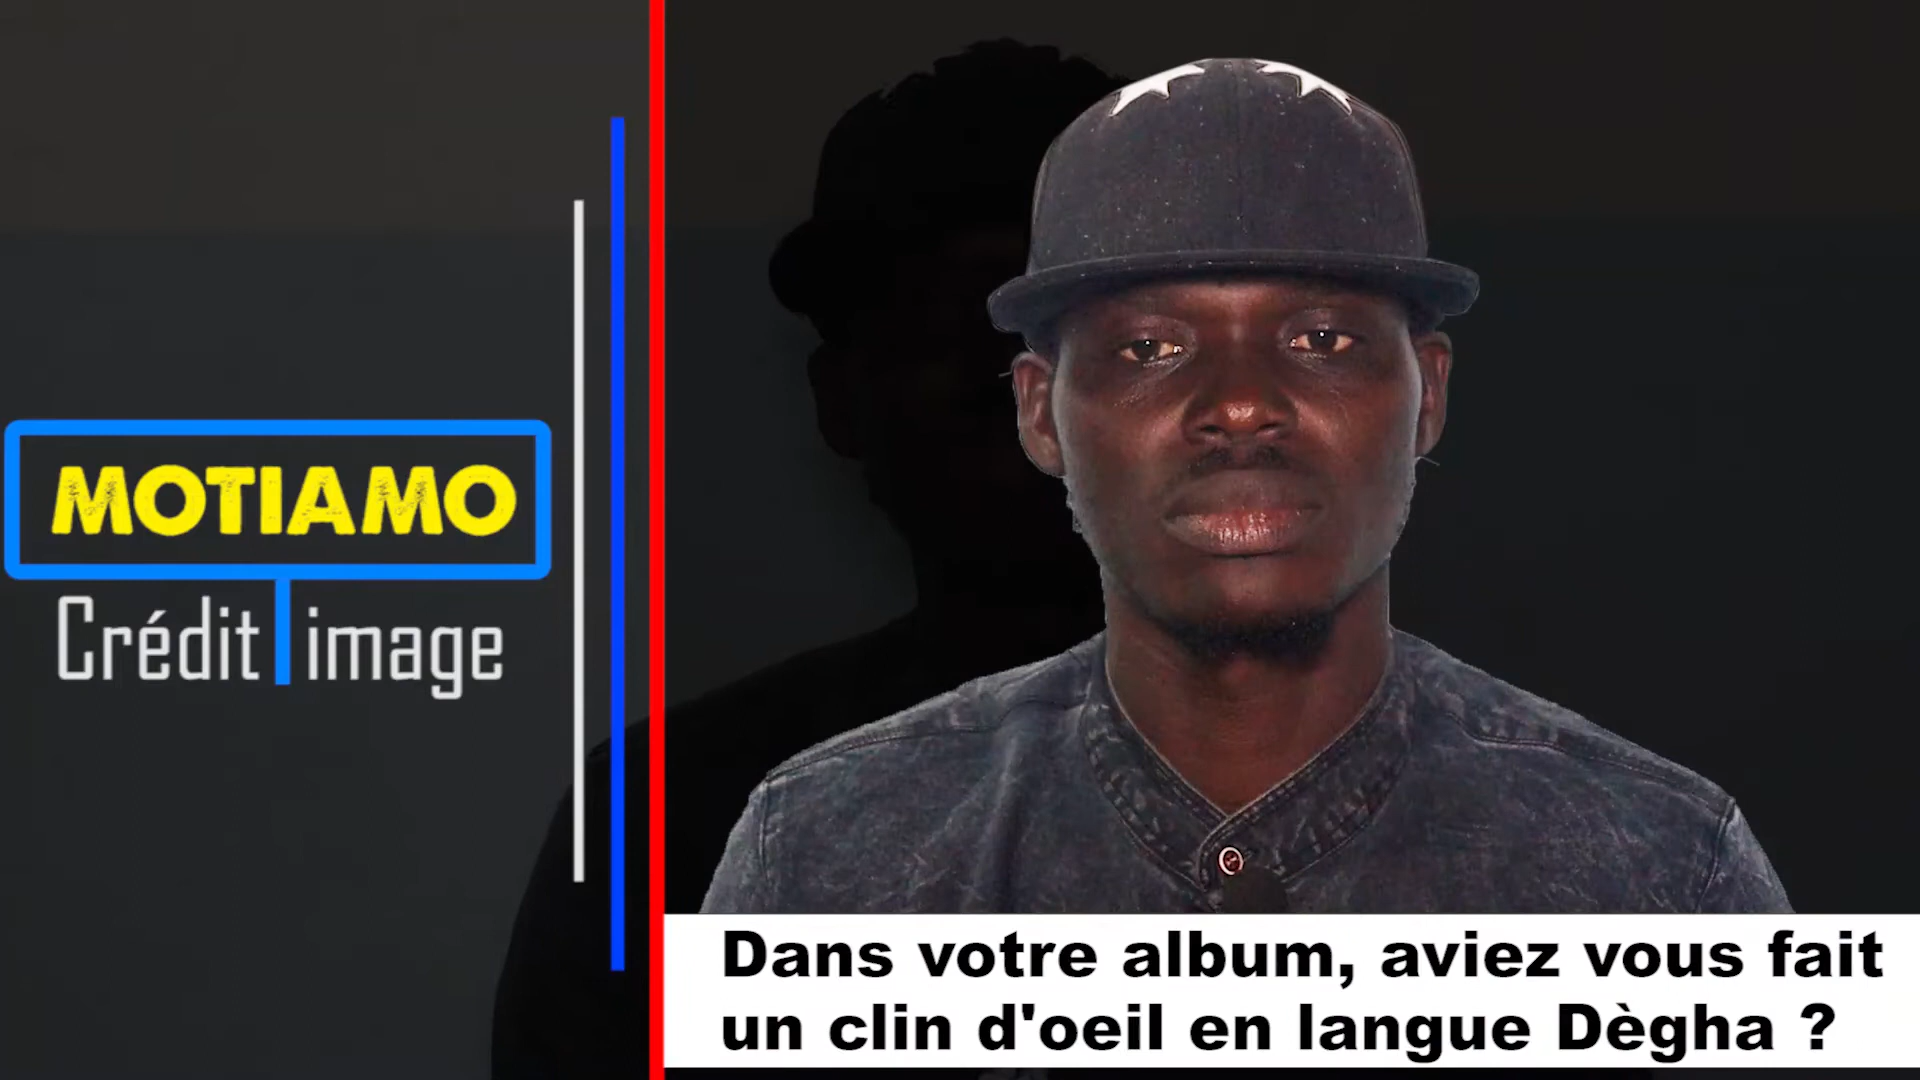 MOTIAMO
Crédit image
Dans votre album, aviez vous fait
un clin d'oeil en langue Dègha ?